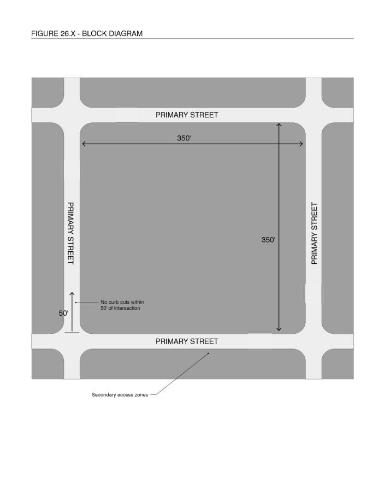 FIGURE 26.X - BLOCK DIAGRAM
PRIMARY STREET
350'
PRIMARY STREET
PRIMARY STREET
350'
No curb cuts within
50' of intersection
50'
PRIMARY STREET
Secondary access zones